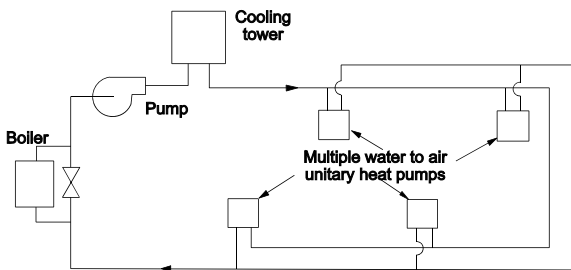 Cooling
tower
Pump
Boiler
Multiple water to air
unitary heat pumps